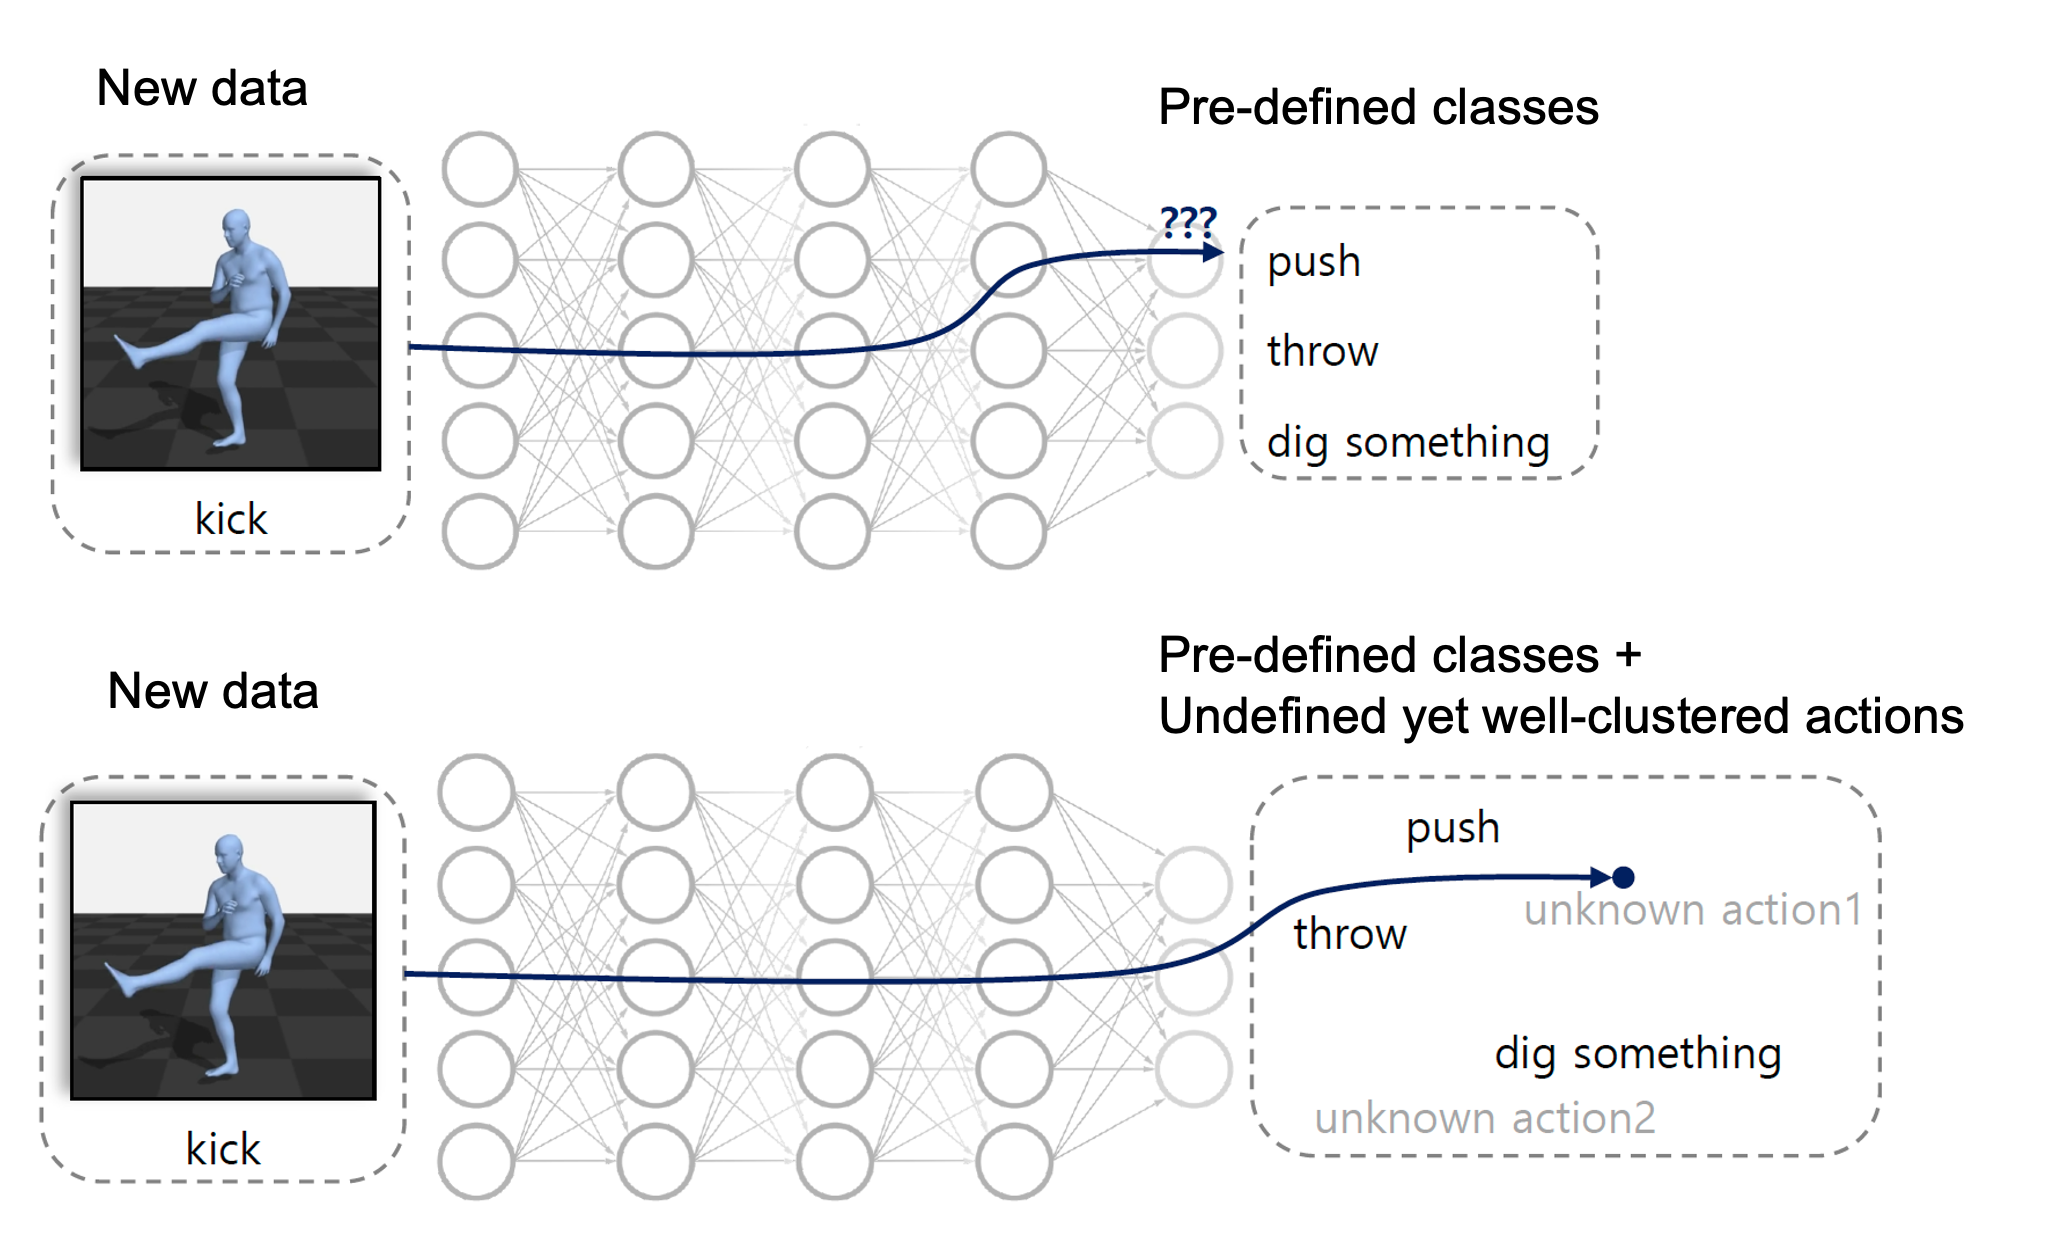 New data
Pre-defined classes
???
push
throw
dig something
kick
Pre-defined classes +
Undefined yet well-clustered actions
New data
push
unknown action1
throw
dig something
unknown action2
kick